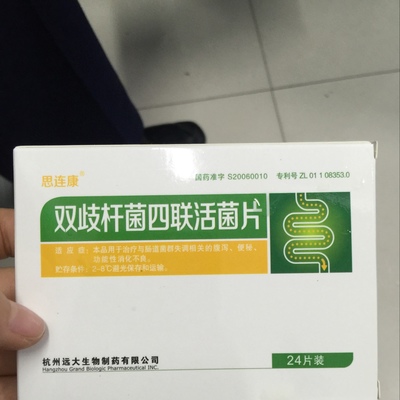 思连康®
国药准字 S20060010 专利号 ZL 01 1 08353.0
双歧杆菌四联活菌片
适应症：本品用于治疗与肠道菌群失调相关的腹泻、便秘、
功能性消化不良。
贮存条件：2-8℃避光保存和运输。
杭州远大生物制药有限公司
Hangzhou Grand Biologic Pharmaceutical INC.
24片装